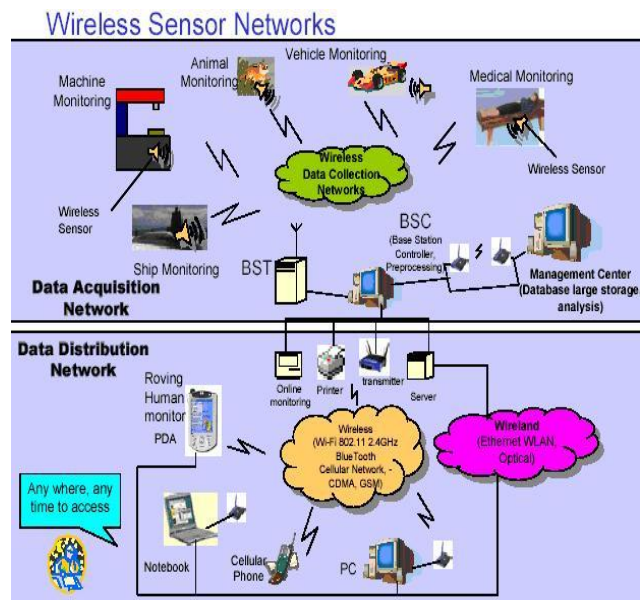 Wireless Sensor Networks
Machine
Monitoring
Animal
Monitoring
Vehicle Monitoring
Medical Monitoring
Wireless
Data Collection
Networks
Wireless Sensor
Wireless
Sensor
Ship Monitoring
BST
BSC
(Base Station
Controller,
Preprocessing)
Management Center
(Database large storage,
analysis)
Data Acquisition
Network
Data Distribution
Network
Online
monitoring
Printer
transmitter
Server
Roving
Human
monitor
PDA
Wireless
(Wi-Fi 802.11 2.4GHz
BlueTooth
Cellular Network, -
CDMA, GSM)
Wireland
(Ethernet WLAN,
Optical)
Any where, any
time to access
Notebook
Cellular
Phone
PC